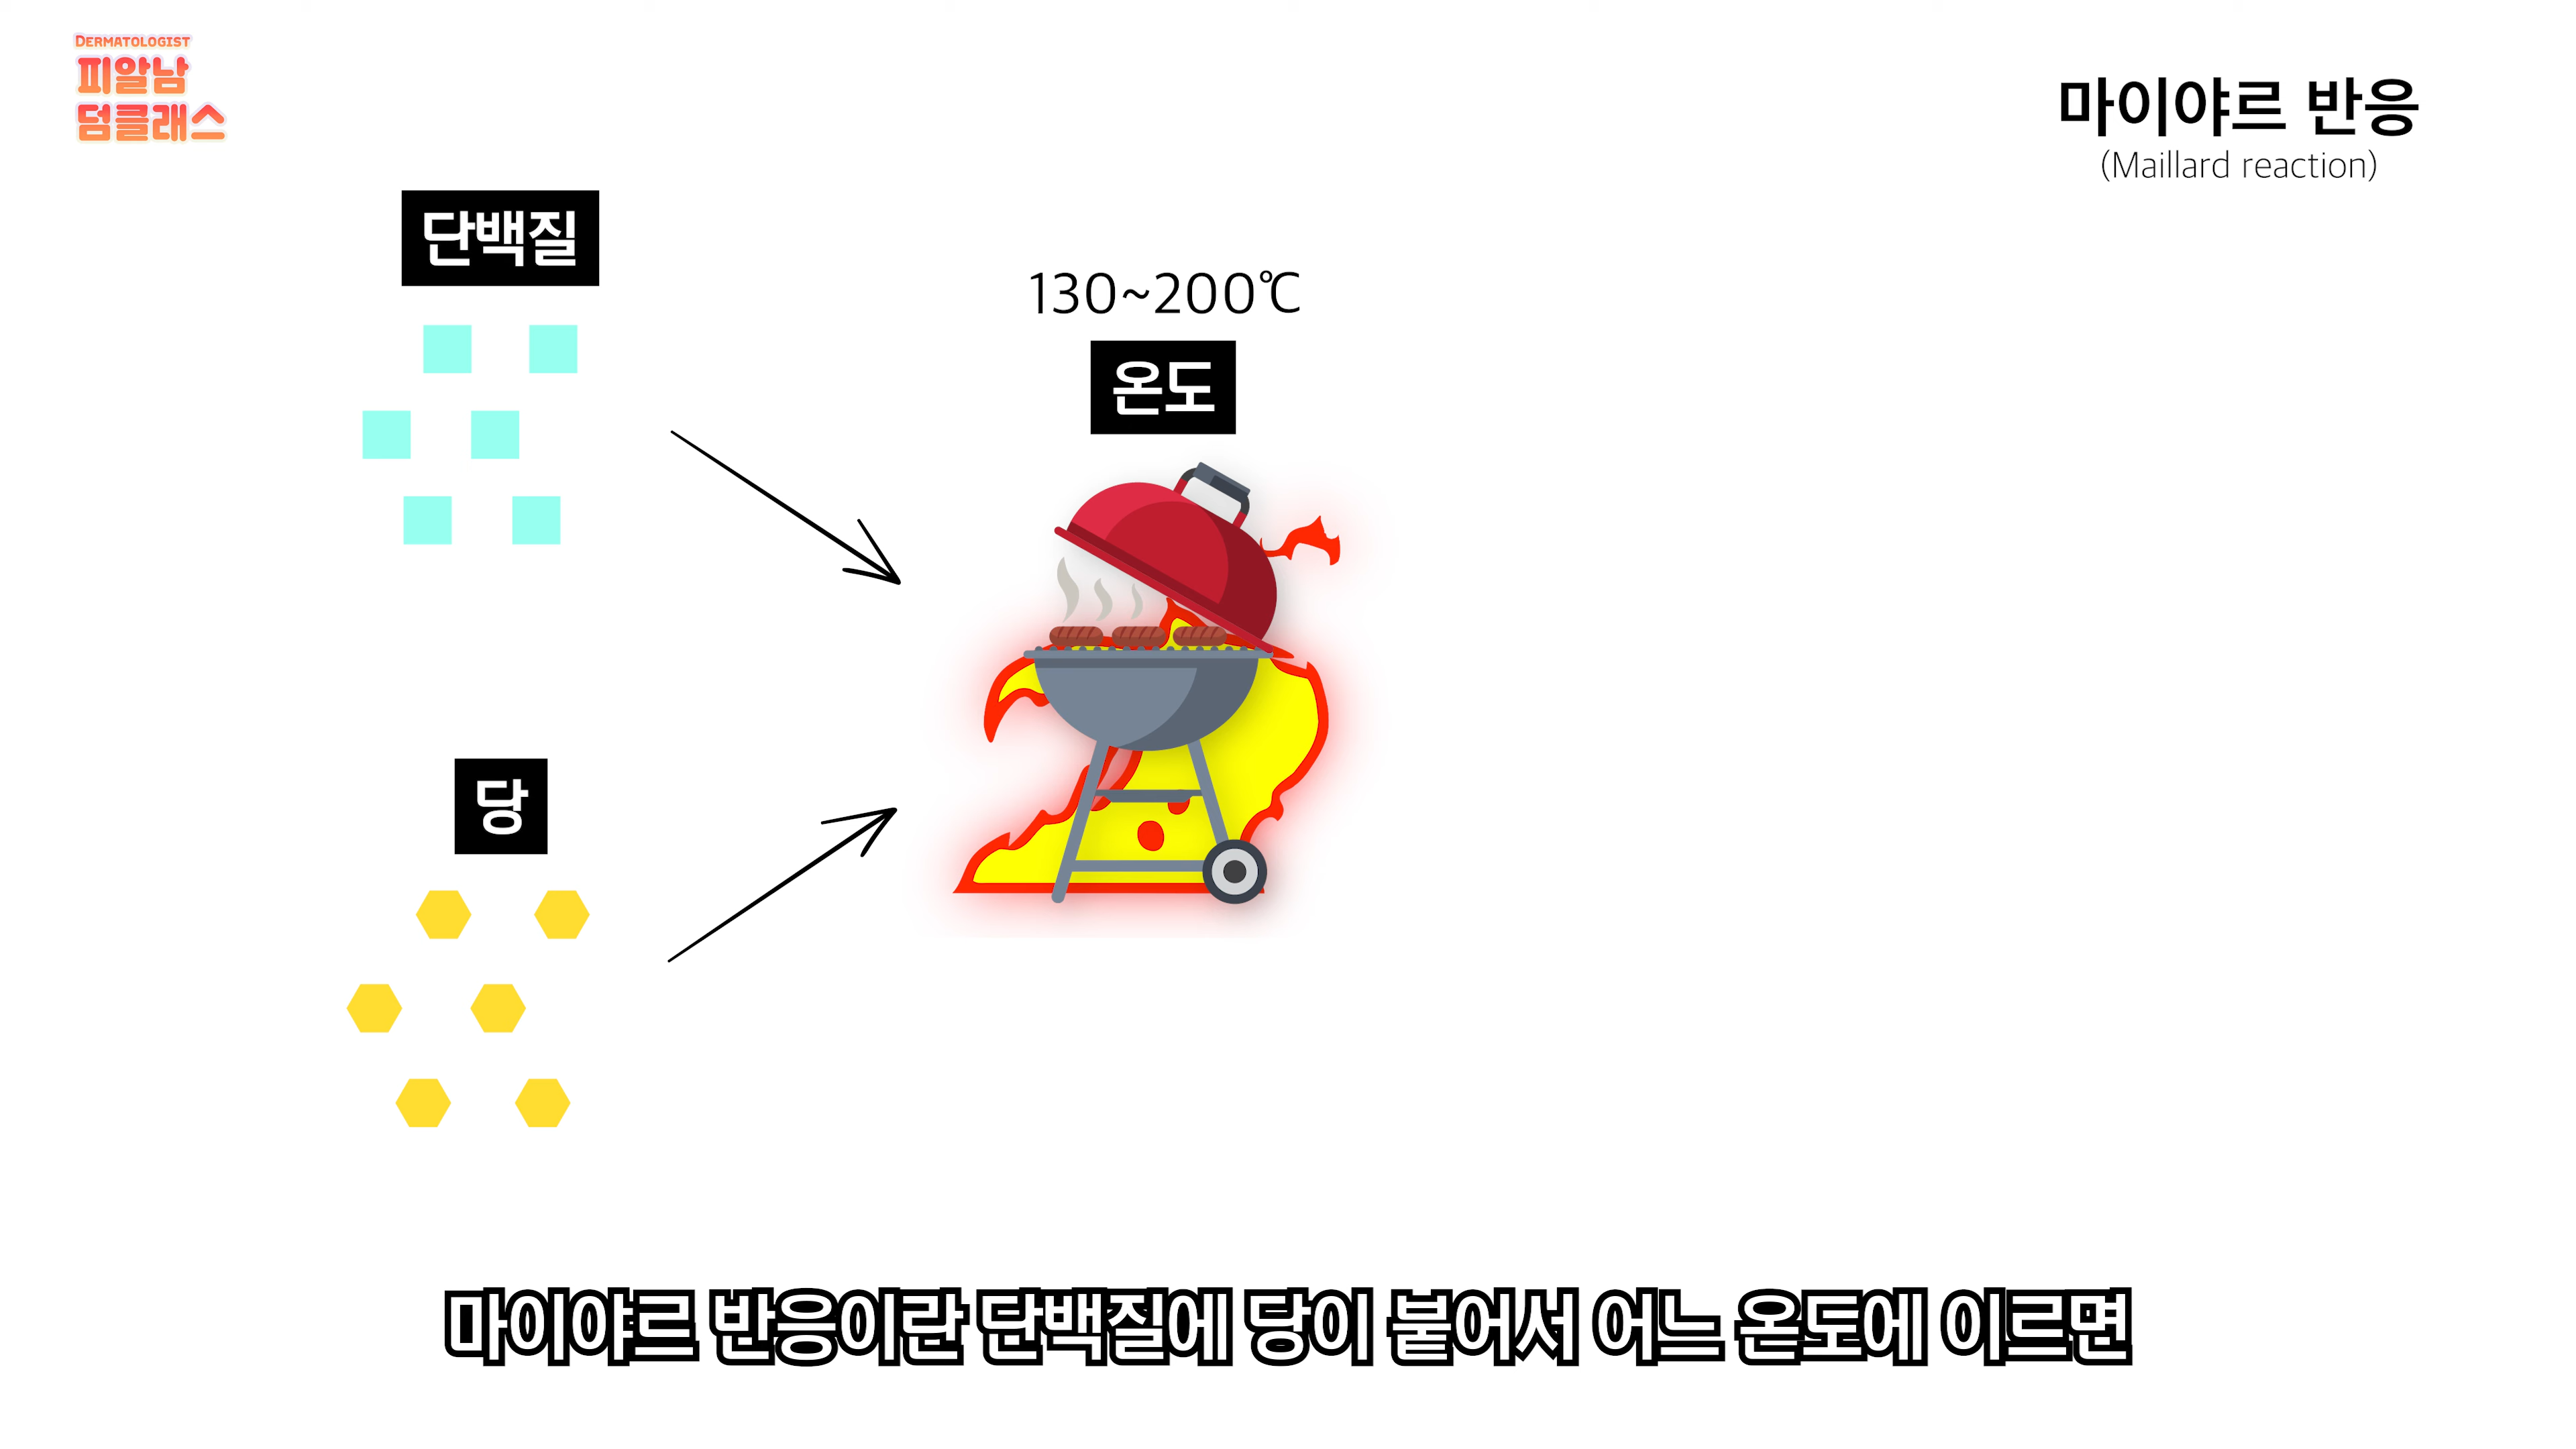 DERMATOLOGIST
피알남
덤클래스
마이야르 반응
(Maillard reaction)
단백질
130~200℃
온도
당
마이야르 반응이란 단백질에 당이 붙어서 어느 온도에 이르면